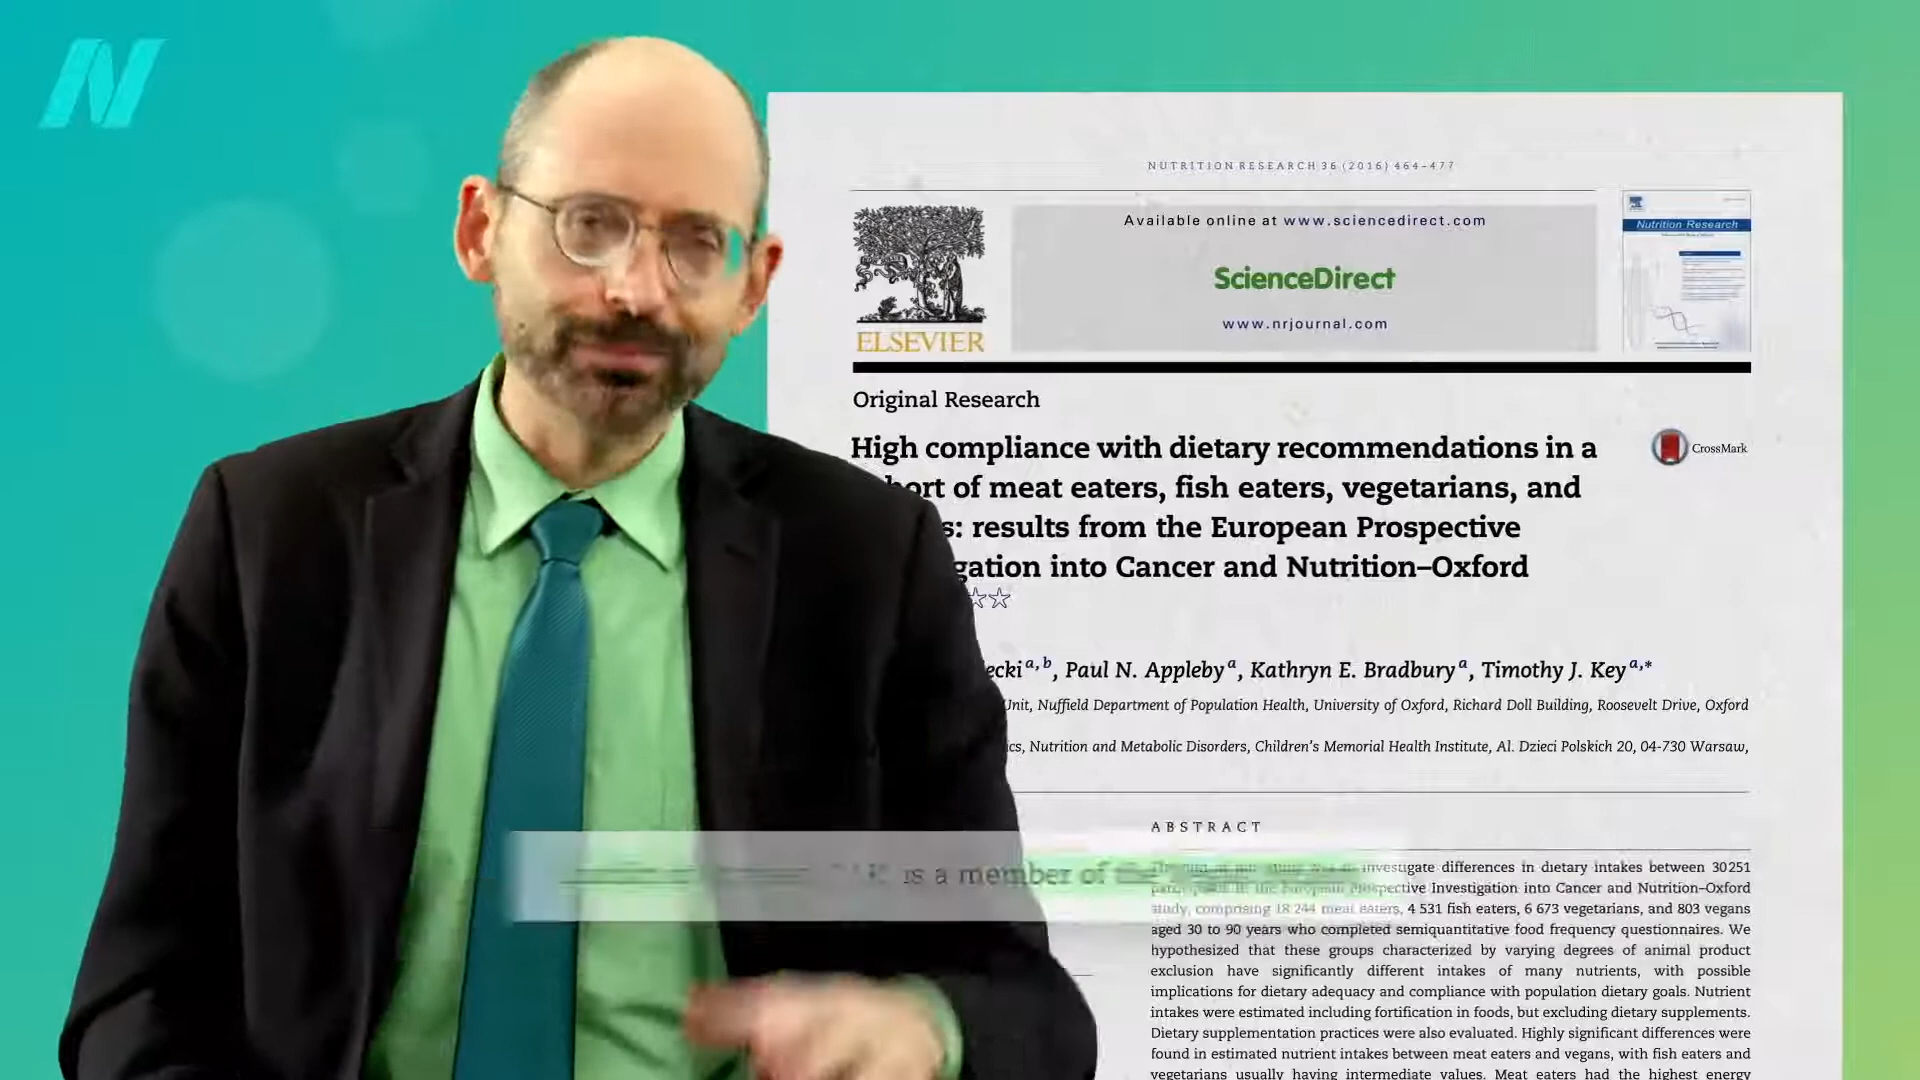 N
NUTRITION RESEARCH 36 (2016) 464–477
Available online at www.sciencedirect.com
ScienceDirect
www.nrjournal.com
ELSEVIER
Nutrition Research
Original Research
High compliance with dietary recommendations in a
ort of meat eaters, fish eaters, vegetarians, and
s: results from the European Prospective
gation into Cancer and Nutrition–Oxford
☆☆
CrossMark
ecki a, b, Paul N. Appleby a, Kathryn E. Bradbury a, Timothy J. Key a,*
Unit, Nuffield Department of Population Health, University of Oxford, Richard Doll Building, Roosevelt Drive, Oxford
ics, Nutrition and Metabolic Disorders, Children's Memorial Health Institute, Al. Dzieci Polskich 20, 04-730 Warsaw,
ABSTRACT
is a member of
investigate differences in dietary intakes between 30 251
Investigation into Cancer and Nutrition–Oxford
study, comprising 18 244 meat eaters, 4 531 fish eaters, 6 673 vegetarians, and 803 vegans
aged 30 to 90 years who completed semiquantitative food frequency questionnaires. We
hypothesized that these groups characterized by varying degrees of animal product
exclusion have significantly different intakes of many nutrients, with possible
implications for dietary adequacy and compliance with population dietary goals. Nutrient
intakes were estimated including fortification in foods, but excluding dietary supplements.
Dietary supplementation practices were also evaluated. Highly significant differences were
found in estimated nutrient intakes between meat eaters and vegans, with fish eaters and
vegetarians usually having intermediate values. Meat eaters had the highest energy